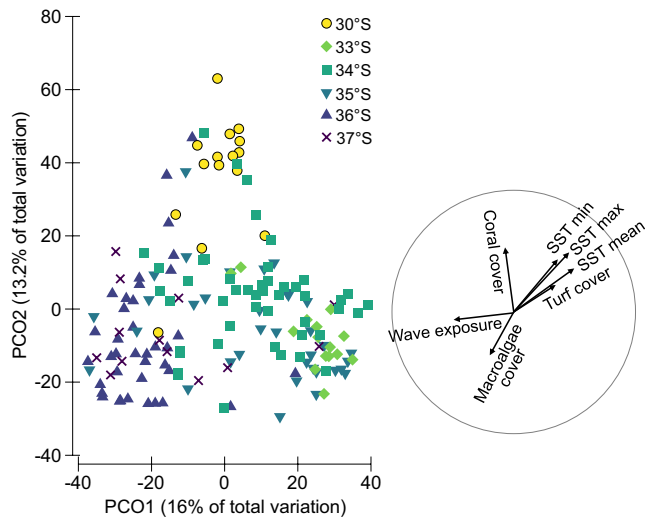 80
60
40
20
0
-20
-40
PCO2 (13.2% of total variation)
-40
-20
0
20
40
PCO1 (16% of total variation)
30°S
33°S
34°S
35°S
36°S
37°S
Coral cover
SST min
SST max
SST mean
Turf cover
Wave exposure
Macroalgae
cover